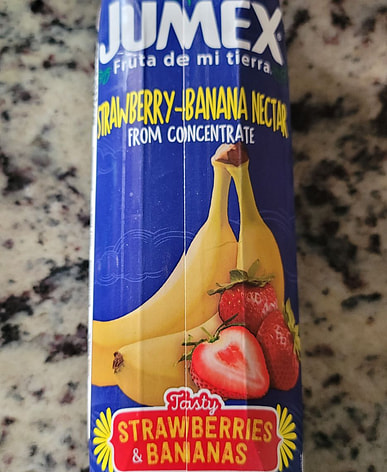 JUMEX
Fruta de mi tierra
STRAWBERRY-BANANA NECTAR
FROM CONCENTRATE
Tasty
STRAWBERRIES
& BANANAS